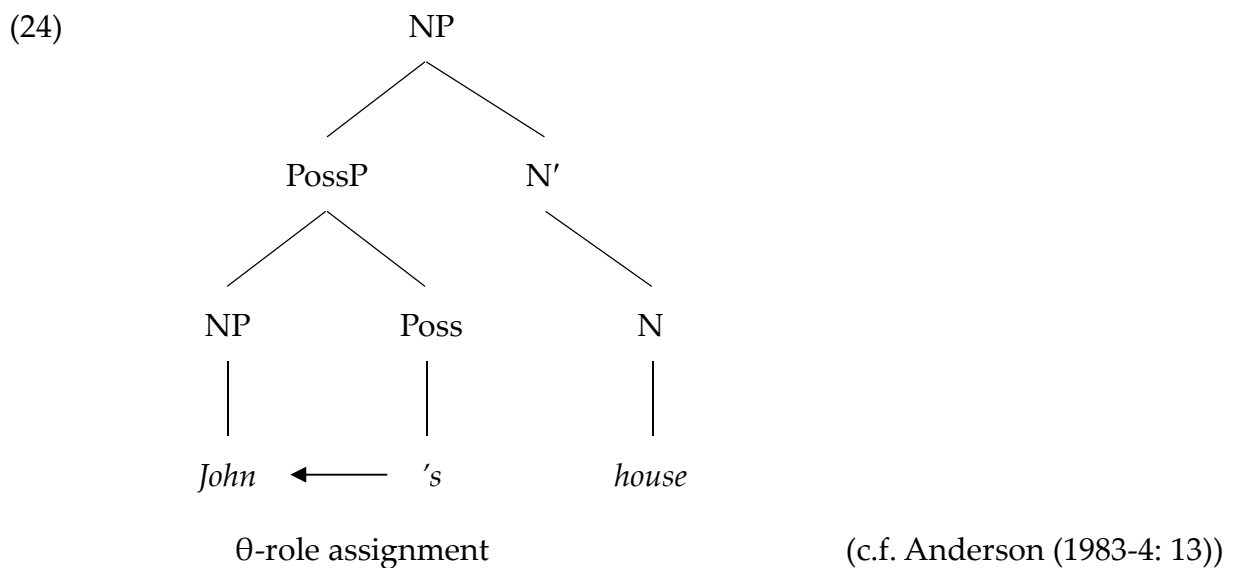 (24) NP
PossP N′
NP Poss N
John ’s house
θ-role assignment (c.f. Anderson (1983-4: 13))